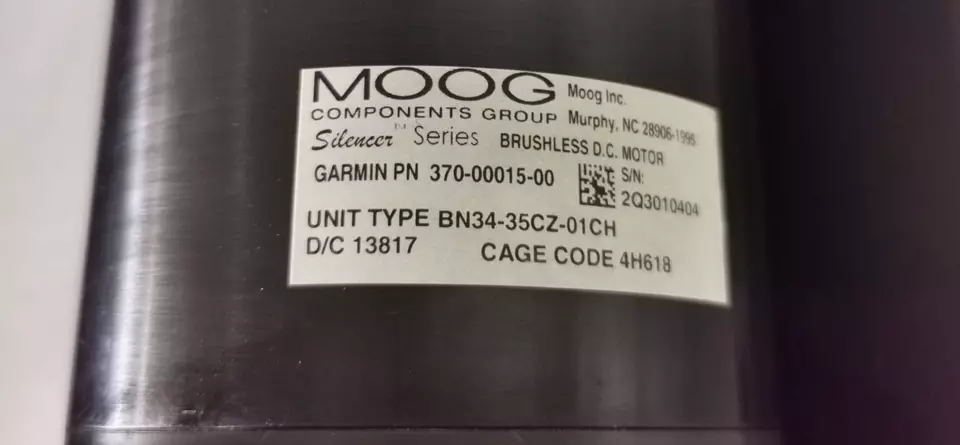 MOOG Moog Inc.
COMPONENTS GROUP Murphy, NC 28906-1995
Silencer™ Series BRUSHLESS D.C. MOTOR
GARMIN PN 370-00015-00 S/N:
2Q3010404
UNIT TYPE BN34-35CZ-01CH
D/C 13817 CAGE CODE 4H618